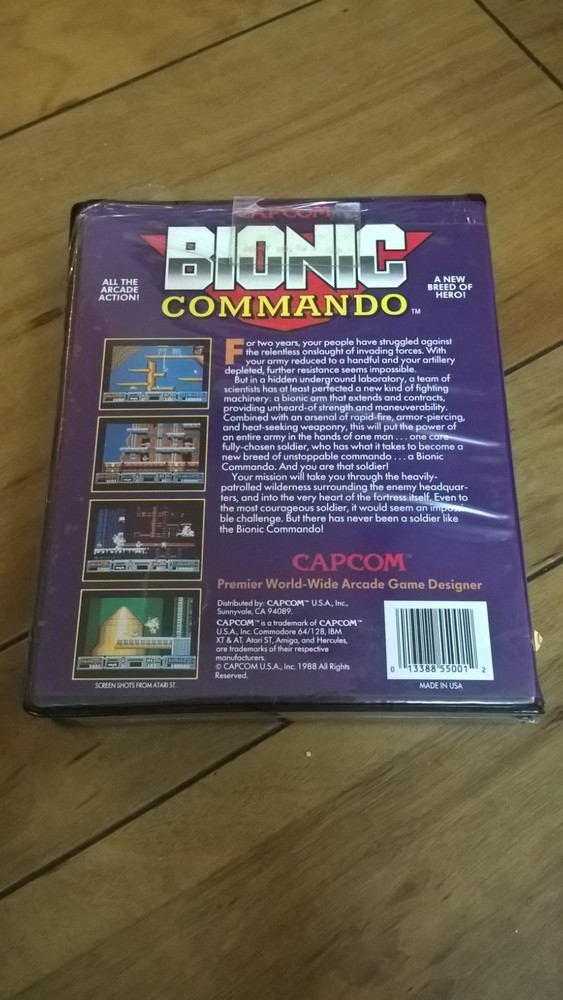 CAPCOM
BIONIC
COMMANDO™
ALL THE
ARCADE
ACTION!
A NEW
BREED OF
HERO!
For two years, your people have struggled against
the relentless onslaught of invading forces. With
your army reduced to a handful and your artillery
depleted, further resistance seems impossible.
But in a hidden underground laboratory, a team of
scientists has at least perfected a new kind of fighting
machinery: a bionic arm that extends and contracts,
providing unheard-of strength and maneuverability.
Combined with an arsenal of rapid-fire, armor-piercing,
and heat-seeking weaponry, this will put the power of
an entire army in the hands of one man . . . one care-
fully-chosen soldier, who has what it takes to become a
new breed of unstoppable commando . . . a Bionic
Commando. And you are that soldier!
Your mission will take you through the heavily-
patrolled wilderness surrounding the enemy headquar-
ters, and into the very heart of the fortress itself. Even to
the most courageous soldier, it would seem an impossi-
ble challenge. But there has never been a soldier like
the Bionic Commando!
CAPCOM™
Premier World-Wide Arcade Game Designer
Distributed by: CAPCOM™ U.S.A., Inc.,
Sunnyvale, CA 94089.
CAPCOM™ is a trademark of CAPCOM™
U.S.A., Inc. Commodore 64/128, IBM
XT & AT, Atari ST, Amiga, and Hercules,
are trademarks of their respective
manufacturers.
© CAPCOM U.S.A., Inc. 1988 All Rights
Reserved.
0 13388 55001 2
SCREEN SHOTS FROM ATARI ST.
MADE IN USA